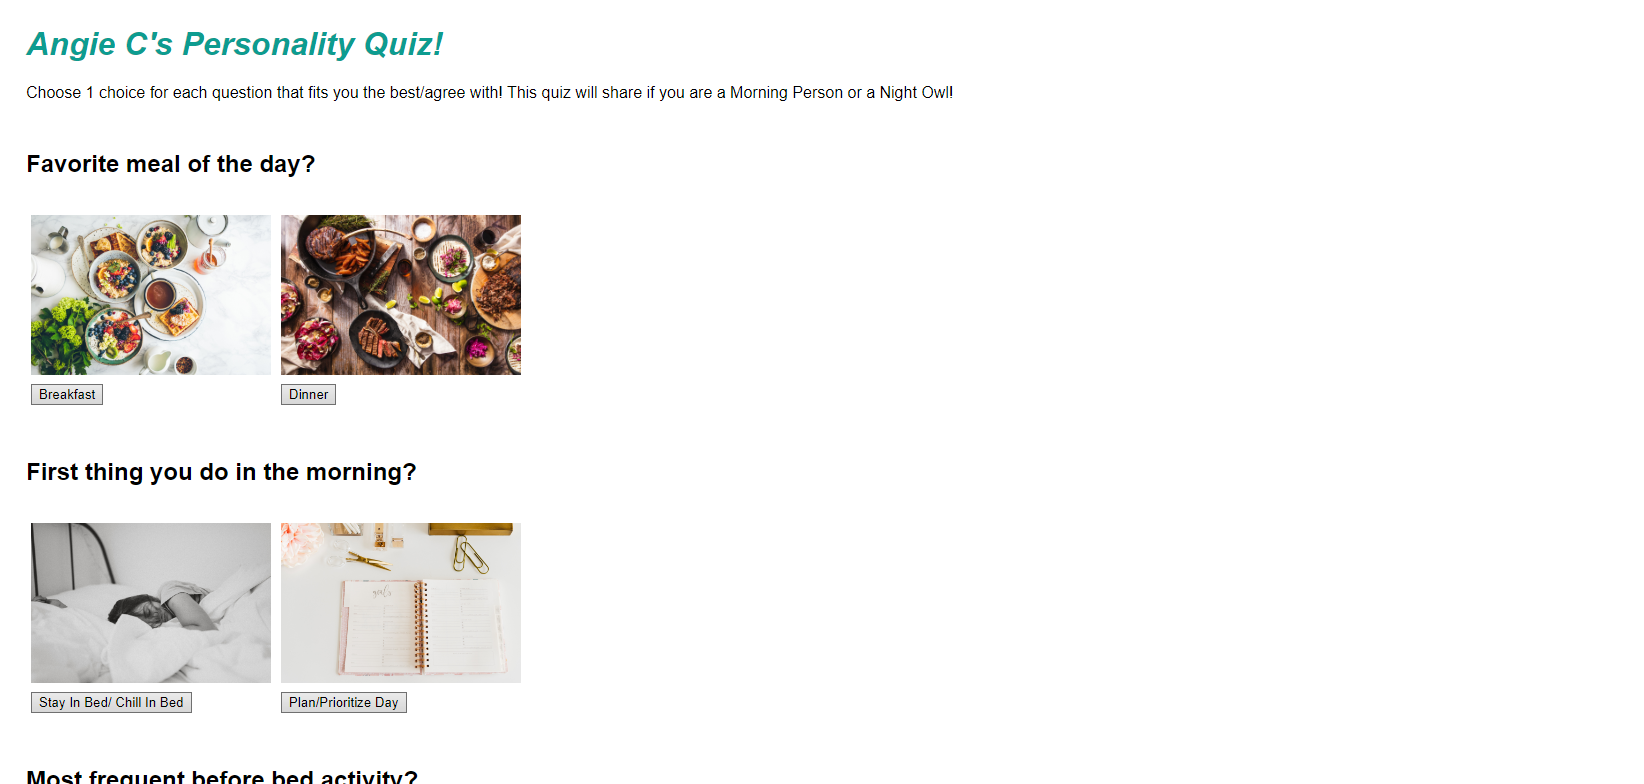 Angie C's Personality Quiz!
Choose 1 choice for each question that fits you the best/agree with! This quiz will share if you are a Morning Person or a Night Owl!
Favorite meal of the day?
Breakfast
Dinner
First thing you do in the morning?
goals
Stay In Bed/ Chill In Bed
Plan/Prioritize Day
Most frequent before bed activity?